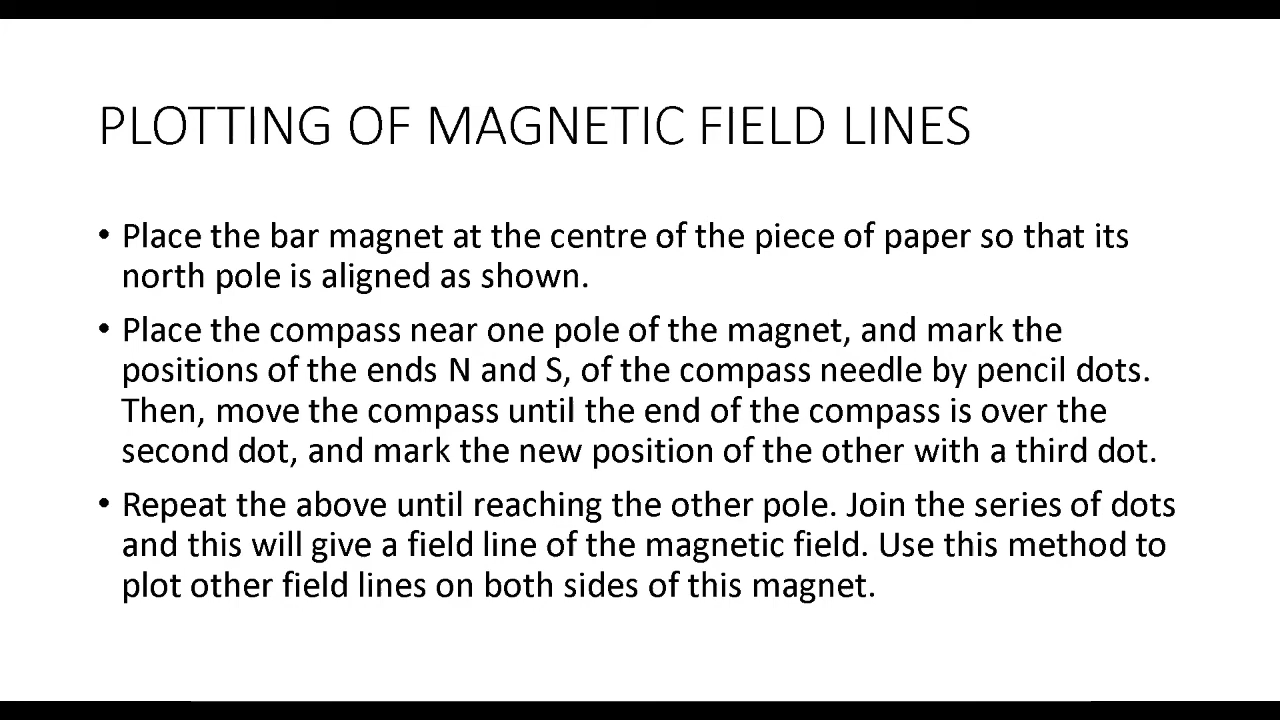 PLOTTING OF MAGNETIC FIELD LINES
• Place the bar magnet at the centre of the piece of paper so that its
north pole is aligned as shown.
• Place the compass near one pole of the magnet, and mark the
positions of the ends N and S, of the compass needle by pencil dots.
Then, move the compass until the end of the compass is over the
second dot, and mark the new position of the other with a third dot.
• Repeat the above until reaching the other pole. Join the series of dots
and this will give a field line of the magnetic field. Use this method to
plot other field lines on both sides of this magnet.